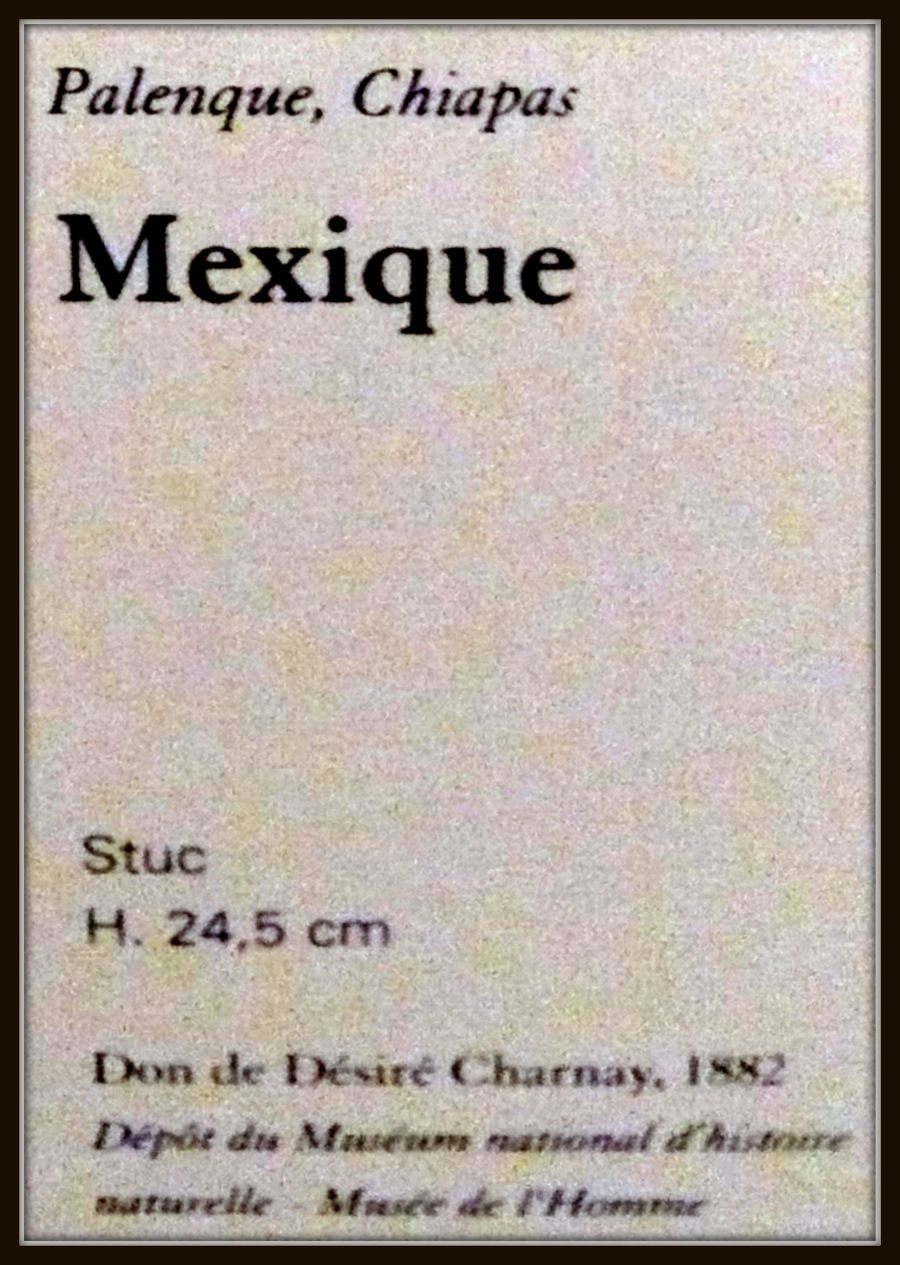 Palenque, Chiapas
Mexique
Stuc
H. 24,5 cm
Don de Désiré Charnay, 1882
Dépôt du Muséum national d'histoire
naturelle - Musée de l'Homme